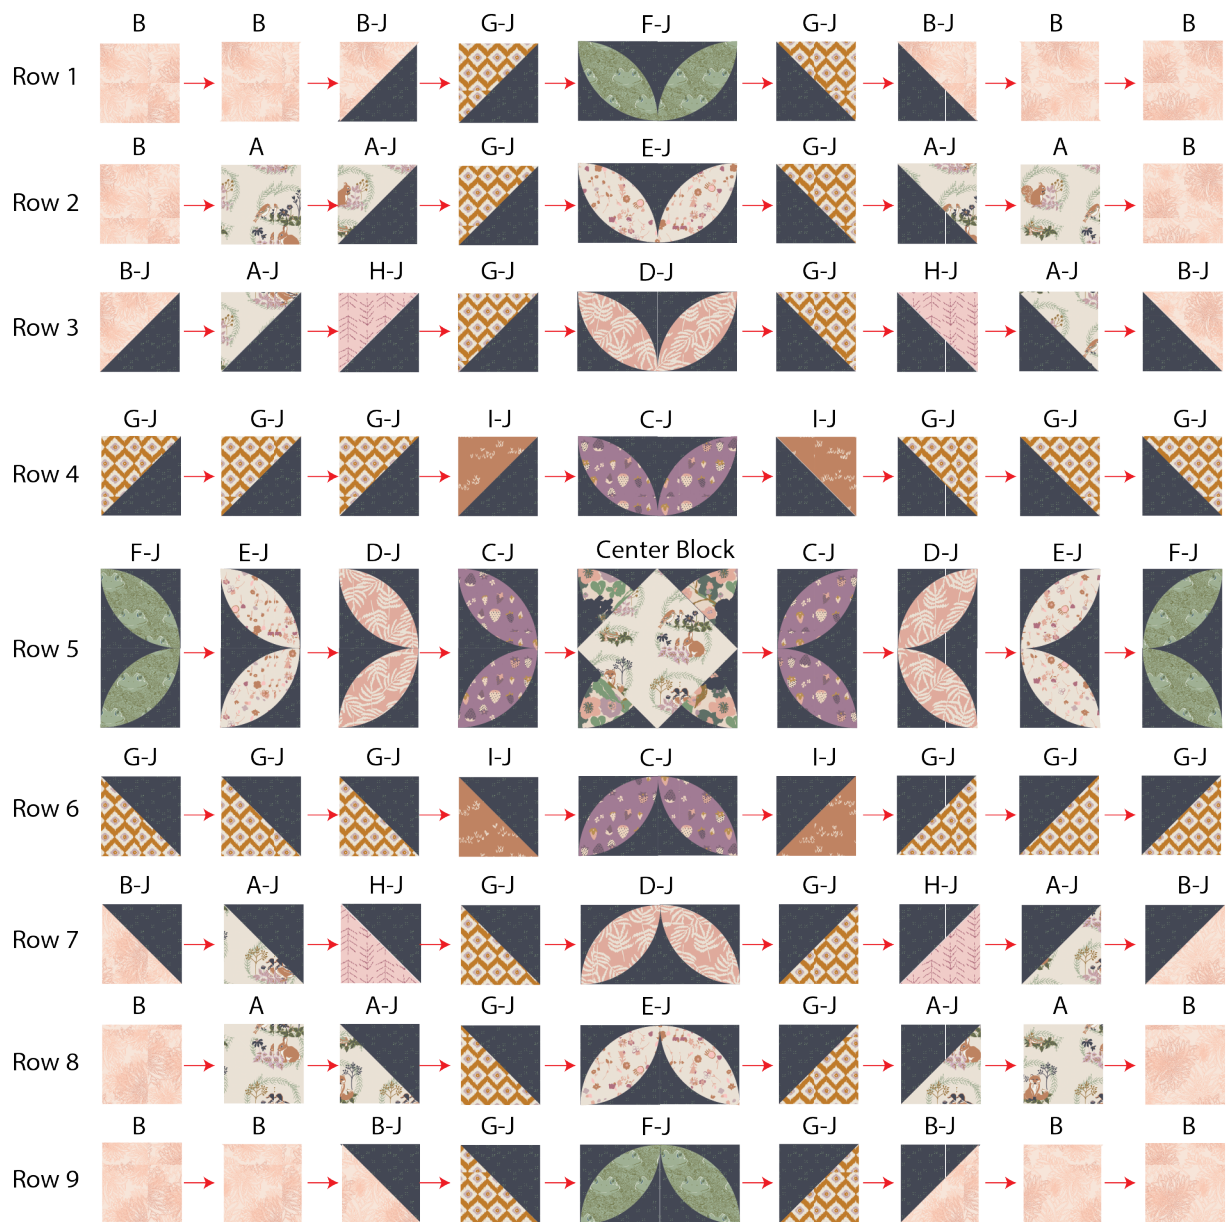 B B B-J G-J F-J G-J B-J B B
Row 1
B A A-J G-J E-J G-J A-J A B
Row 2
B-J A-J H-J G-J D-J G-J H-J A-J B-J
Row 3
G-J G-J G-J I-J C-J I-J G-J G-J G-J
Row 4
F-J E-J D-J C-J Center Block C-J D-J E-J F-J
Row 5
G-J G-J G-J I-J C-J I-J G-J G-J G-J
Row 6
B-J A-J H-J G-J D-J G-J H-J A-J B-J
Row 7
B A A-J G-J E-J G-J A-J A B
Row 8
B B B-J G-J F-J G-J B-J B B
Row 9